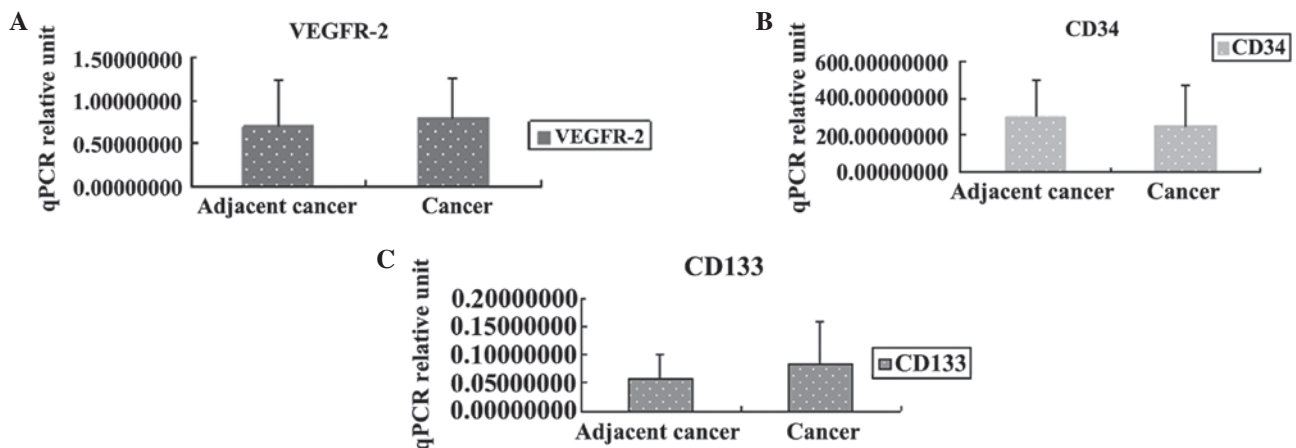 A
VEGFR-2
qPCR relative unit
1.50000000
1.00000000
0.50000000
0.00000000
Adjacent cancer
Cancer
VEGFR-2
B
CD34
qPCR relative unit
600.00000000
400.00000000
200.00000000
0.00000000
Adjacent cancer
Cancer
CD34
C
CD133
qPCR relative unit
0.20000000
0.15000000
0.10000000
0.05000000
0.00000000
Adjacent cancer
Cancer
CD133